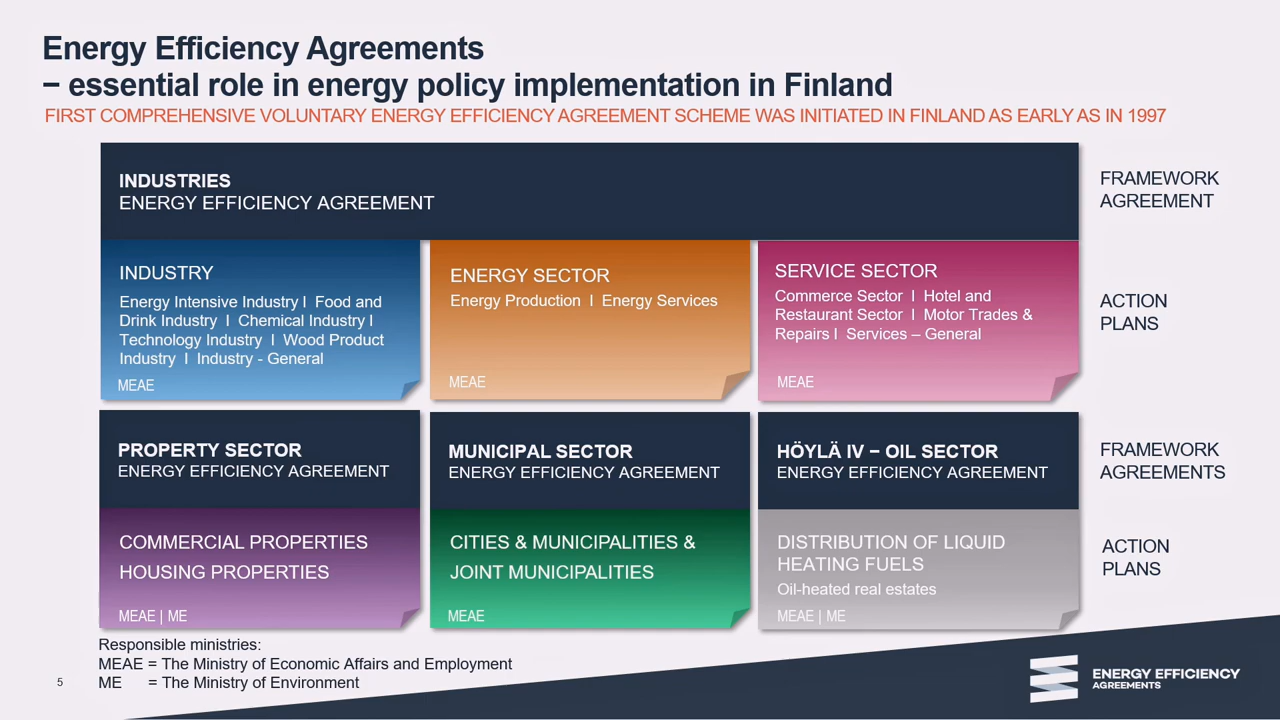 Energy Efficiency Agreements
− essential role in energy policy implementation in Finland
FIRST COMPREHENSIVE VOLUNTARY ENERGY EFFICIENCY AGREEMENT SCHEME WAS INITIATED IN FINLAND AS EARLY AS IN 1997
INDUSTRIES
ENERGY EFFICIENCY AGREEMENT
FRAMEWORK
AGREEMENT
INDUSTRY
Energy Intensive Industry I Food and
Drink Industry I Chemical Industry I
Technology Industry I Wood Product
Industry I Industry - General
MEAE
ENERGY SECTOR
Energy Production I Energy Services
MEAE
SERVICE SECTOR
Commerce Sector I Hotel and
Restaurant Sector I Motor Trades &
Repairs I Services – General
MEAE
ACTION
PLANS
PROPERTY SECTOR
ENERGY EFFICIENCY AGREEMENT
MUNICIPAL SECTOR
ENERGY EFFICIENCY AGREEMENT
HÖYLÄ IV − OIL SECTOR
ENERGY EFFICIENCY AGREEMENT
FRAMEWORK
AGREEMENTS
COMMERCIAL PROPERTIES
HOUSING PROPERTIES
MEAE | ME
CITIES & MUNICIPALITIES &
JOINT MUNICIPALITIES
MEAE
DISTRIBUTION OF LIQUID
HEATING FUELS
Oil-heated real estates
MEAE | ME
ACTION
PLANS
Responsible ministries:
MEAE = The Ministry of Economic Affairs and Employment
ME = The Ministry of Environment
5
ENERGY EFFICIENCY
AGREEMENTS